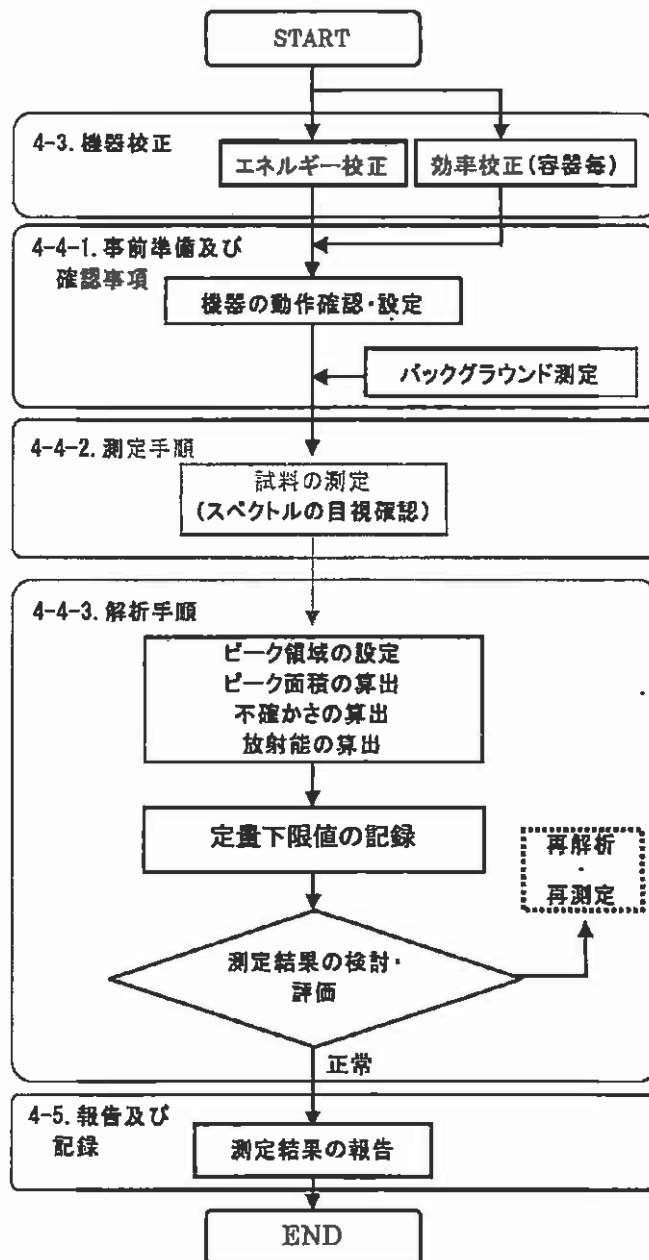 START
4-3. 機器校正
エネルギー校正
効率校正(容器毎)
4-4-1. 事前準備及び
確認事項
機器の動作確認・設定
バックグラウンド測定
4-4-2. 測定手順
試料の測定
(スペクトルの目視確認)
4-4-3. 解析手順
ピーク領域の設定
ピーク面積の算出
不確かさの算出
放射能の算出
定量下限値の記録
再解析
・
再測定
測定結果の検討・
評価
正常
4-5. 報告及び
記録
測定結果の報告
END